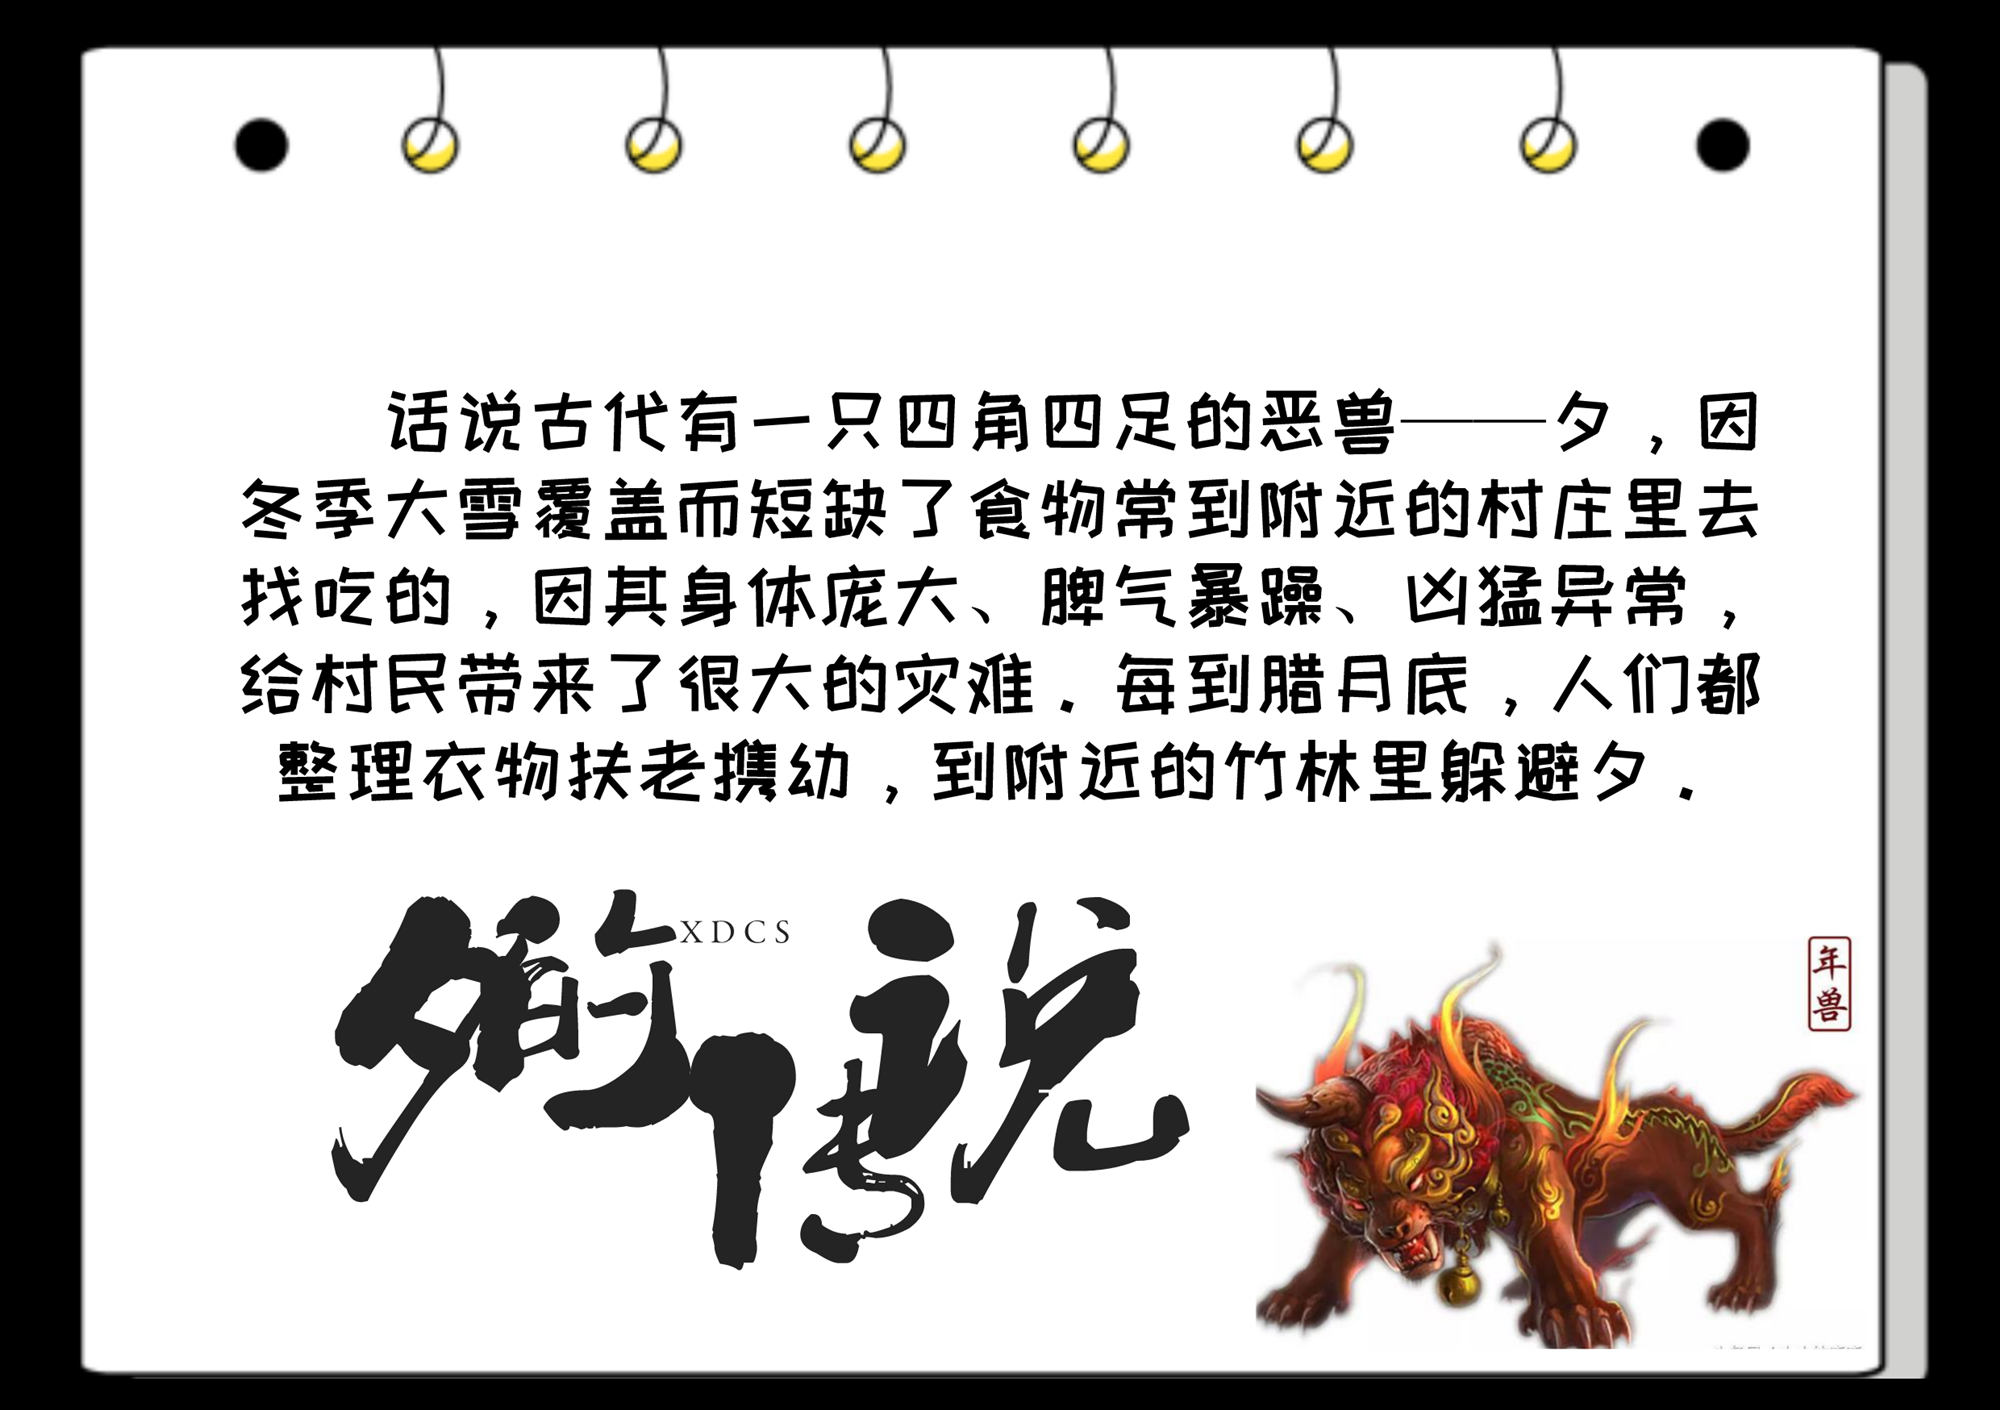 话说古代有一只四角四足的恶兽——夕，因
冬季大雪覆盖而短缺了食物常到附近的村庄里去
找吃的，因其身体庞大、脾气暴躁、凶猛异常，
给村民带来了很大的灾难．每到腊月底，人们都
整理衣物扶老携幼，到附近的竹林里躲避夕．
夕的传说
XDCS
年兽